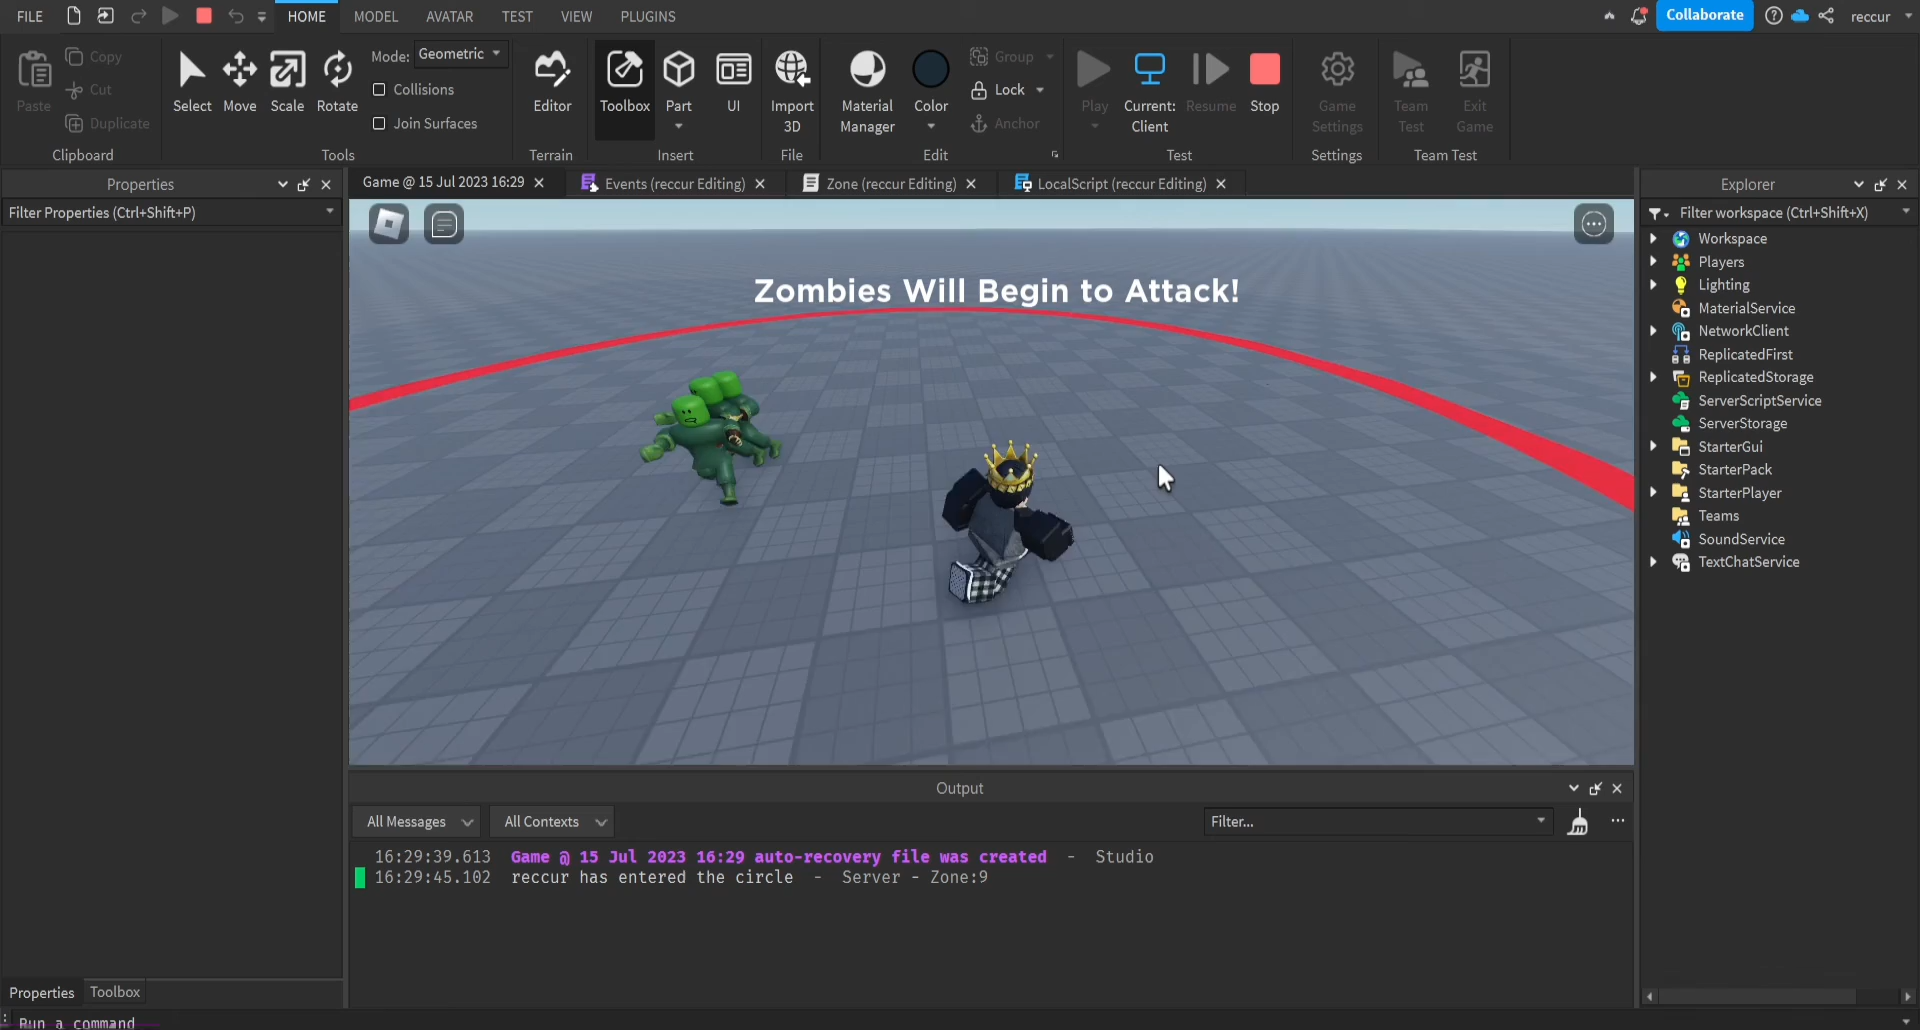 FILE HOME MODEL AVATAR TEST VIEW PLUGINS Collaborate reccur
Paste Copy Cut Duplicate Clipboard
Select Move Scale Rotate Mode: Geometric Collisions Join Surfaces Tools
Editor Terrain
Toolbox Part UI Insert
Import 3D File
Material Manager Color Group Lock Anchor Edit
Play Current: Client Resume Stop Test
Game Settings Settings
Team Test Exit Game Team Test
Properties
Filter Properties (Ctrl+Shift+P)
Game @ 15 Jul 2023 16:29 Events (reccur Editing) Zone (reccur Editing) LocalScript (reccur Editing)
Zombies Will Begin to Attack!
Explorer
Filter workspace (Ctrl+Shift+X)
Workspace
Players
Lighting
MaterialService
NetworkClient
ReplicatedFirst
ReplicatedStorage
ServerScriptService
ServerStorage
StarterGui
StarterPack
StarterPlayer
Teams
SoundService
TextChatService
Output
All Messages All Contexts Filter...
16:29:39.613 Game @ 15 Jul 2023 16:29 auto-recovery file was created - Studio
16:29:45.102 reccur has entered the circle - Server - Zone:9
Properties Toolbox
Run a command